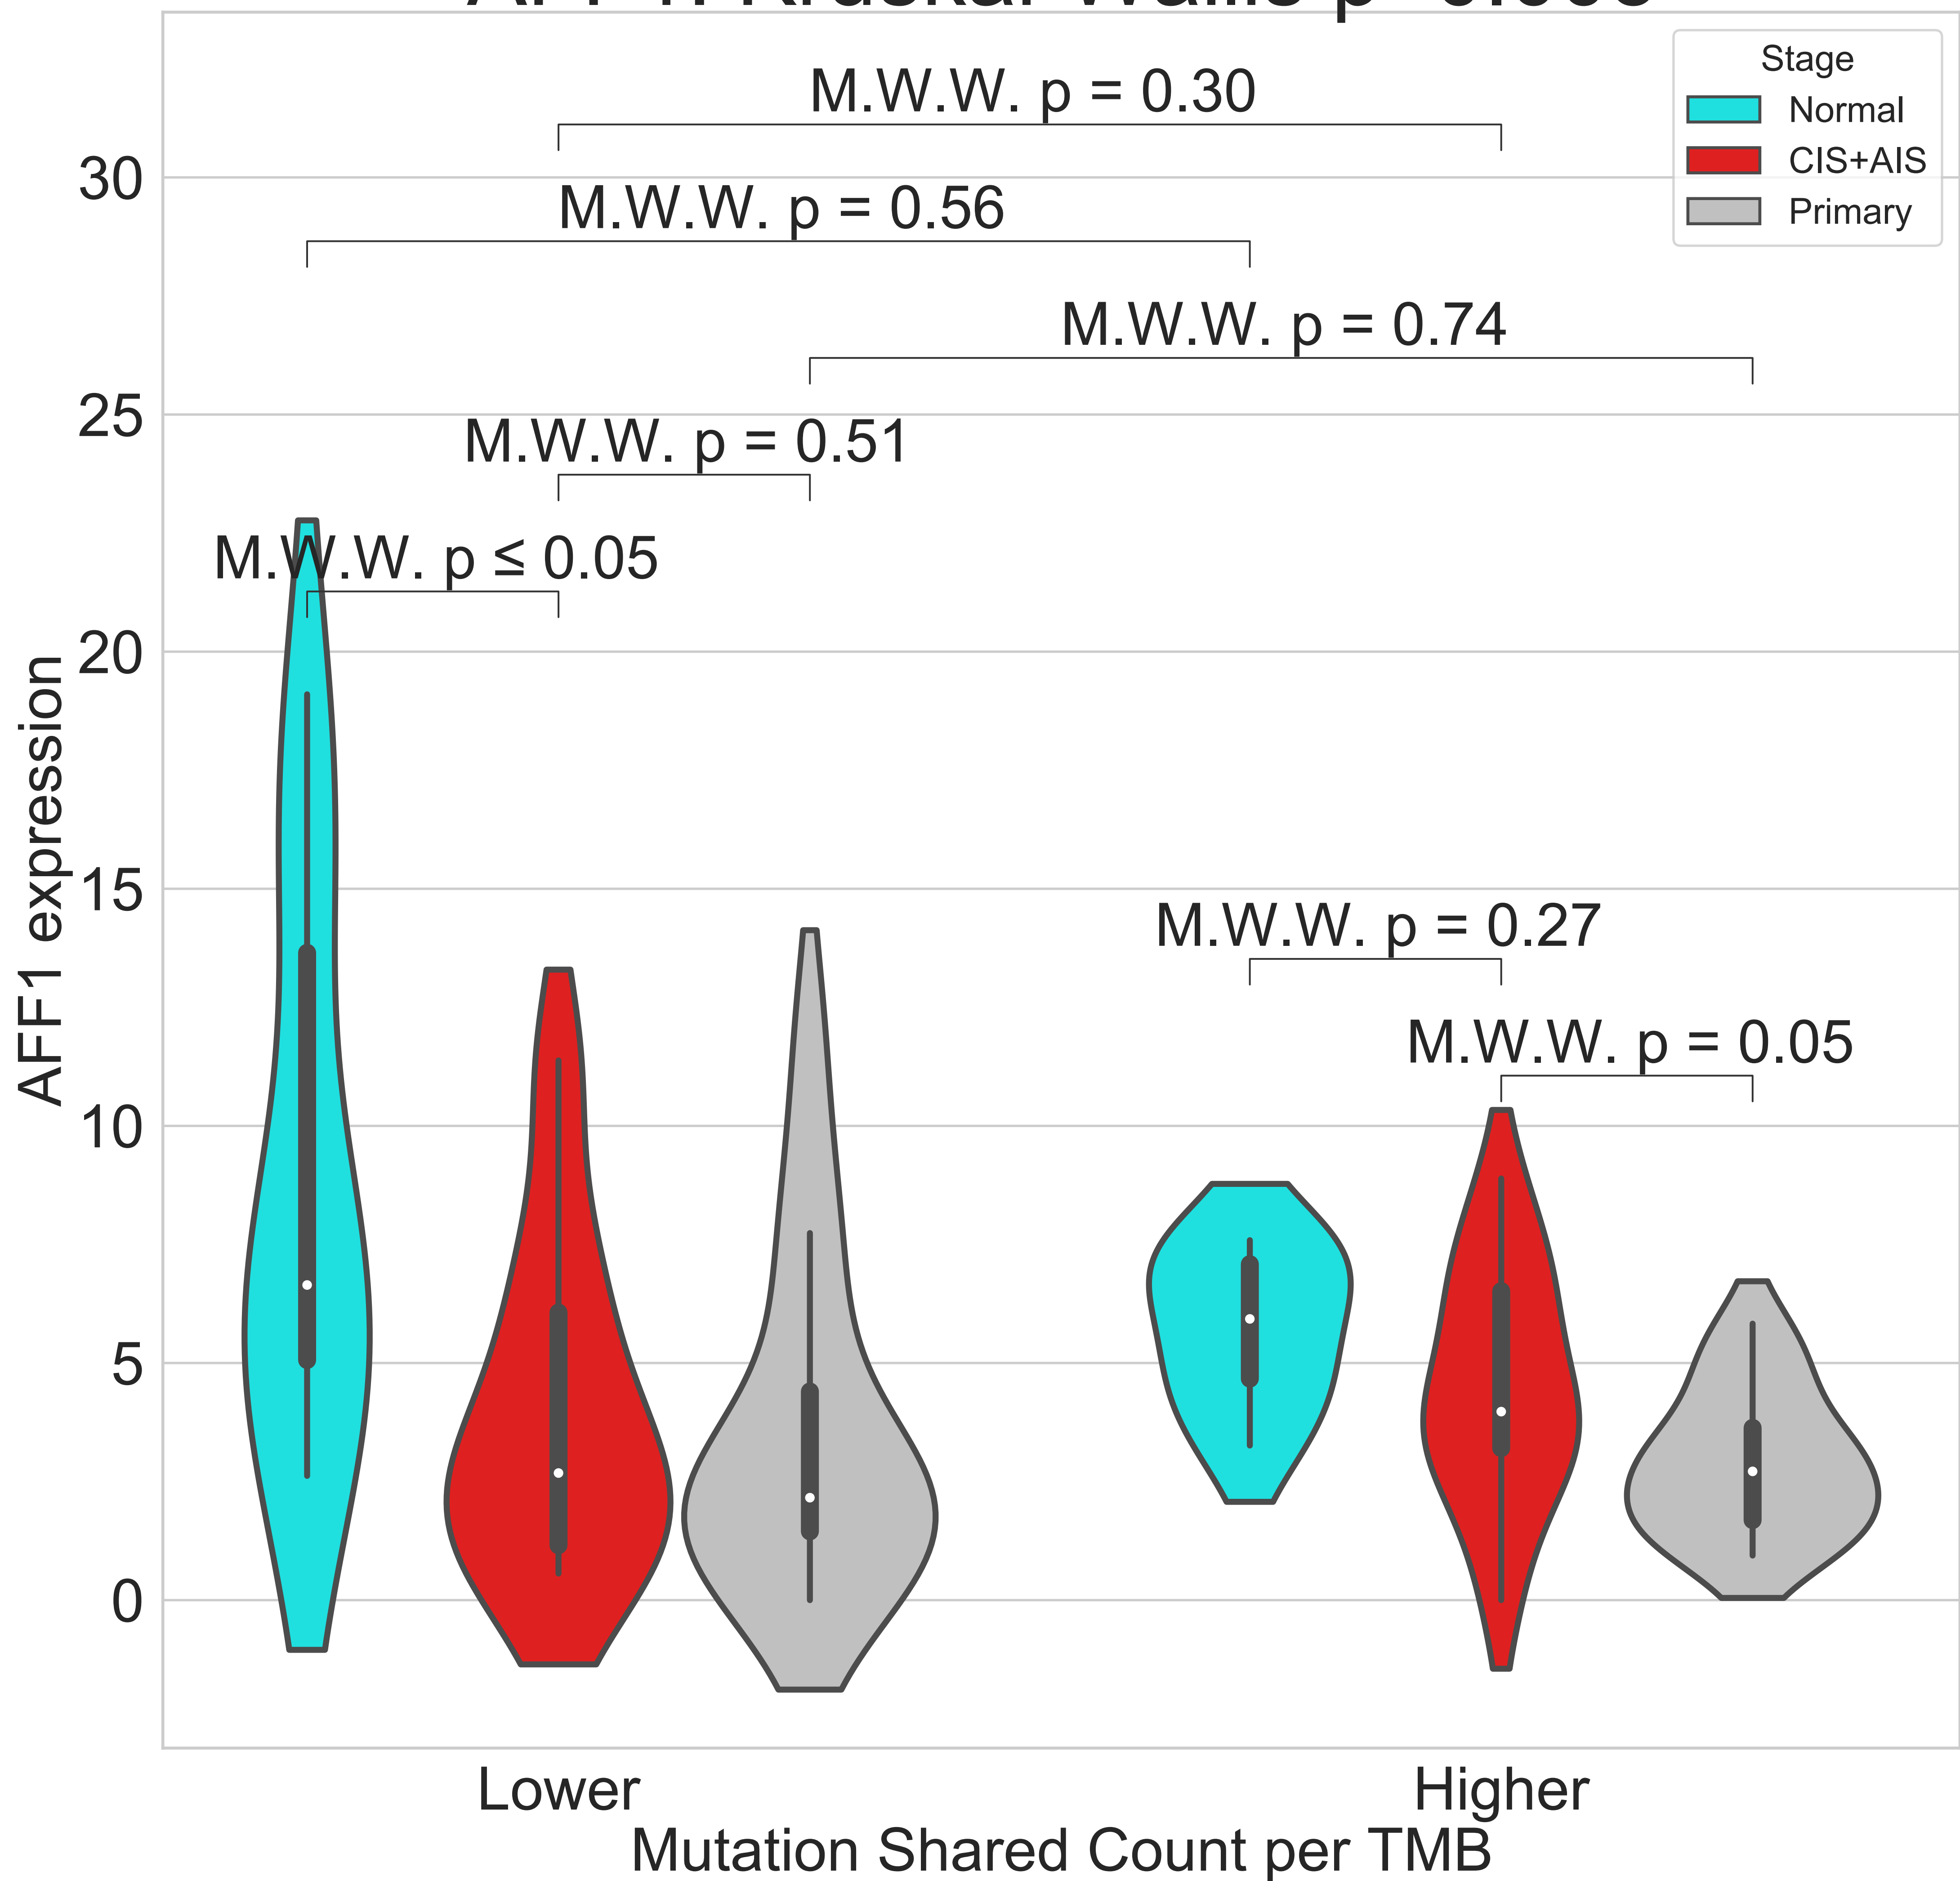 Stage
Normal
CIS+AIS
Primary
M.W.W. p = 0.30
M.W.W. p = 0.56
M.W.W. p = 0.74
M.W.W. p = 0.51
M.W.W. p ≤ 0.05
M.W.W. p = 0.27
M.W.W. p = 0.05
30
25
20
15
10
5
0
AFF1 expression
Lower
Higher
Mutation Shared Count per TMB